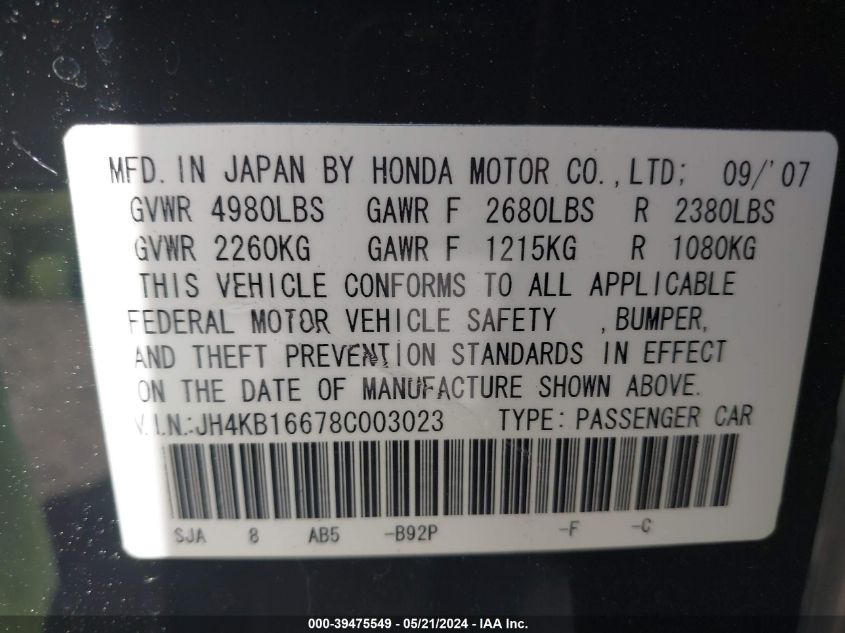 MFD. IN JAPAN BY HONDA MOTOR CO., LTD; 09/'07
GVWR 4980LBS GAWR F 2680LBS R 2380LBS
GVWR 2260KG GAWR F 1215KG R 1080KG
THIS VEHICLE CONFORMS TO ALL APPLICABLE
FEDERAL MOTOR VEHICLE SAFETY , BUMPER,
AND THEFT PREVENTION STANDARDS IN EFFECT
ON THE DATE OF MANUFACTURE SHOWN ABOVE.
V.I.N.:JH4KB16678C003023 TYPE: PASSENGER CAR
SJA 8 AB5 -B92P -F -C
000-39475549 - 05/21/2024 - IAA Inc.